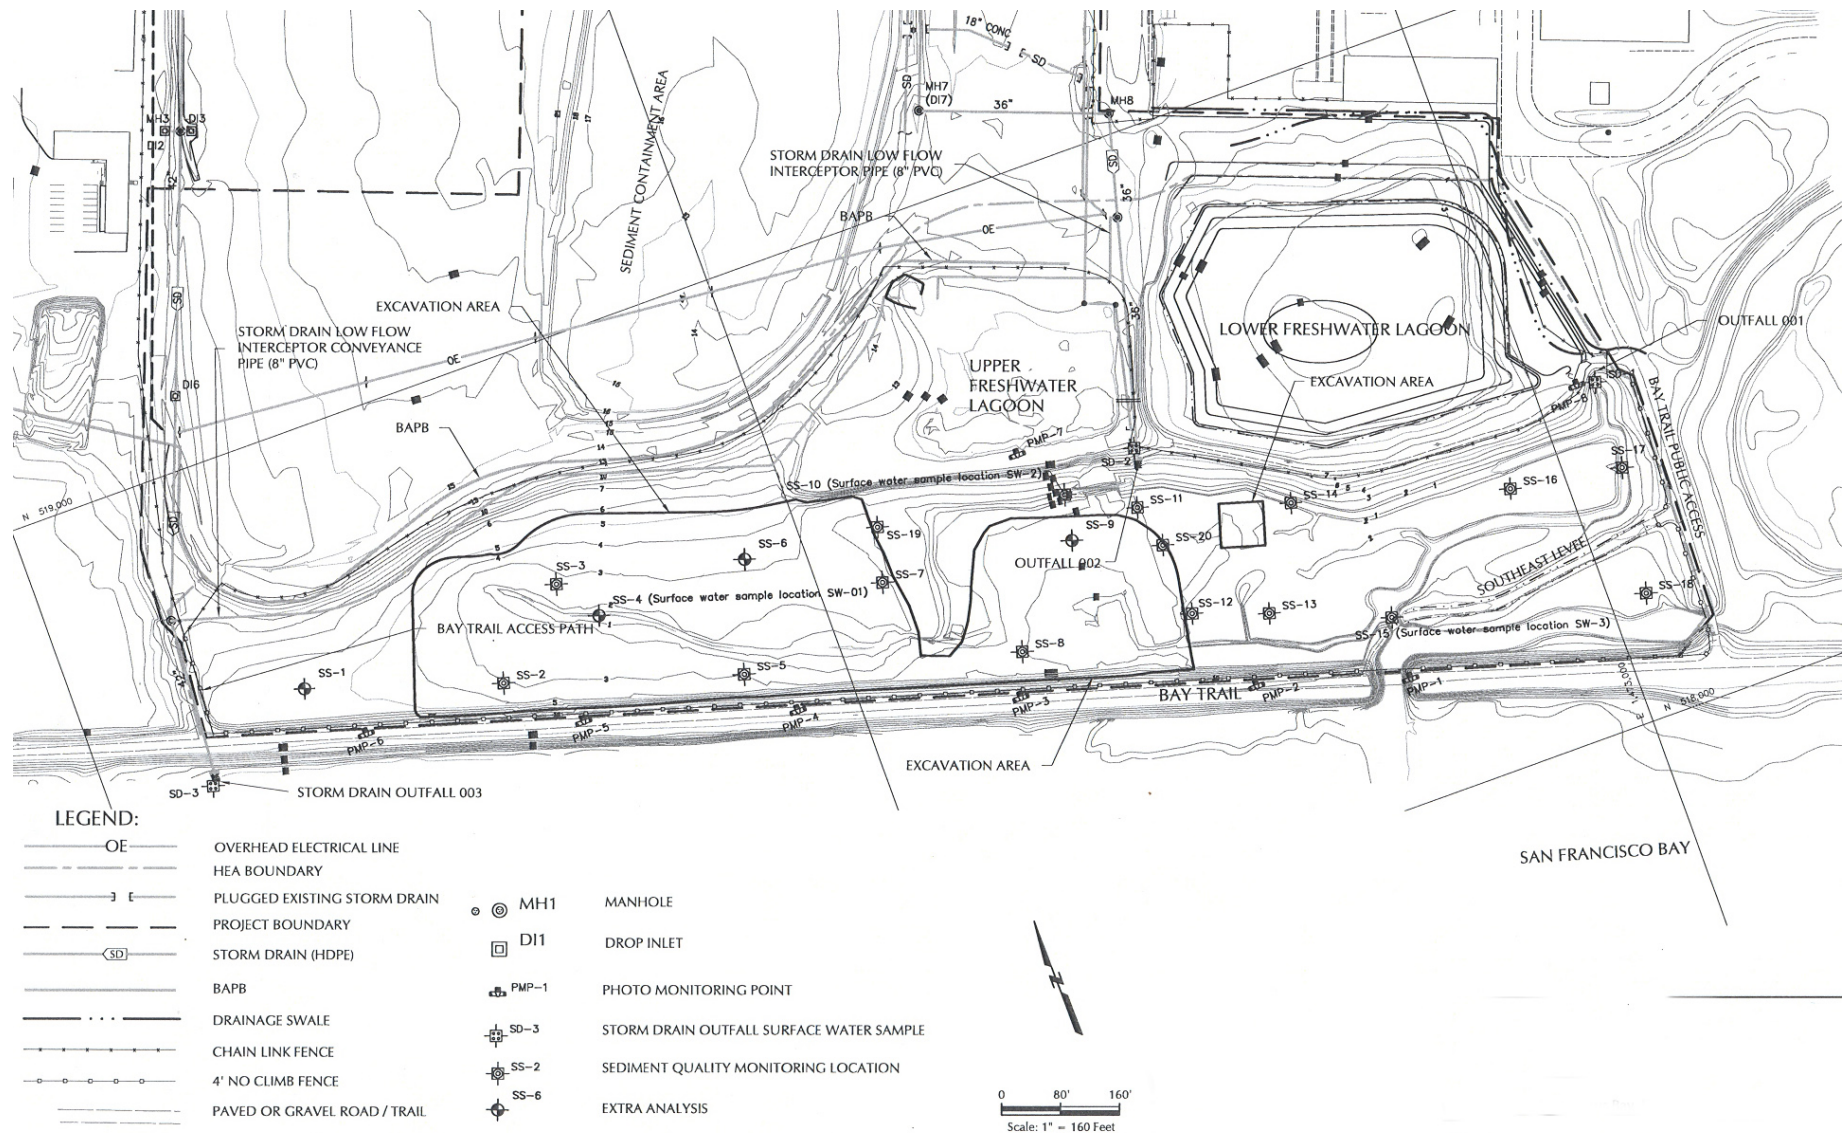 18" CONC
SD
SD
MH7
(DI7)
36"
MH8
MH3
DI3
DI2
SEDIMENT CONTAINMENT AREA
STORM DRAIN LOW FLOW
INTERCEPTOR PIPE (8" PVC)
SD
36"
BAPB
OE
EXCAVATION AREA
SD
STORM DRAIN LOW FLOW
INTERCEPTOR CONVEYANCE
PIPE (8" PVC)
OE
LOWER FRESHWATER LAGOON
OUTFALL 001
UPPER
FRESHWATER
LAGOON
EXCAVATION AREA
DI6
BAPB
PMP-8
SD
BAY TRAIL PUBLIC ACCESS
PMP-7
SD-2
SS-17
SS-10 (Surface water sample location SW-2)
SS-16
SS-14
SS-11
N 519,000
SD
SS-9
SS-19
SS-20
SS-6
OUTFALL 002
SOUTHEAST LEVEE
SS-3
SS-7
SS-18
SS-4 (Surface water sample location SW-01)
SS-12
SS-13
SS-15 (Surface water sample location SW-3)
BAY TRAIL ACCESS PATH
SS-8
SS-1
SS-2
SS-5
BAY TRAIL
PMP-1
PMP-2
PMP-3
PMP-4
PMP-5
PMP-6
N 518,000
EXCAVATION AREA
SD-3
STORM DRAIN OUTFALL 003
SAN FRANCISCO BAY
LEGEND:
OE OVERHEAD ELECTRICAL LINE
HEA BOUNDARY
PLUGGED EXISTING STORM DRAIN
PROJECT BOUNDARY
SD STORM DRAIN (HDPE)
BAPB
DRAINAGE SWALE
CHAIN LINK FENCE
4' NO CLIMB FENCE
PAVED OR GRAVEL ROAD / TRAIL
MH1 MANHOLE
DI1 DROP INLET
PMP-1 PHOTO MONITORING POINT
SD-3 STORM DRAIN OUTFALL SURFACE WATER SAMPLE
SS-2 SEDIMENT QUALITY MONITORING LOCATION
SS-6 EXTRA ANALYSIS
N
0 80' 160'
Scale: 1" = 160 Feet